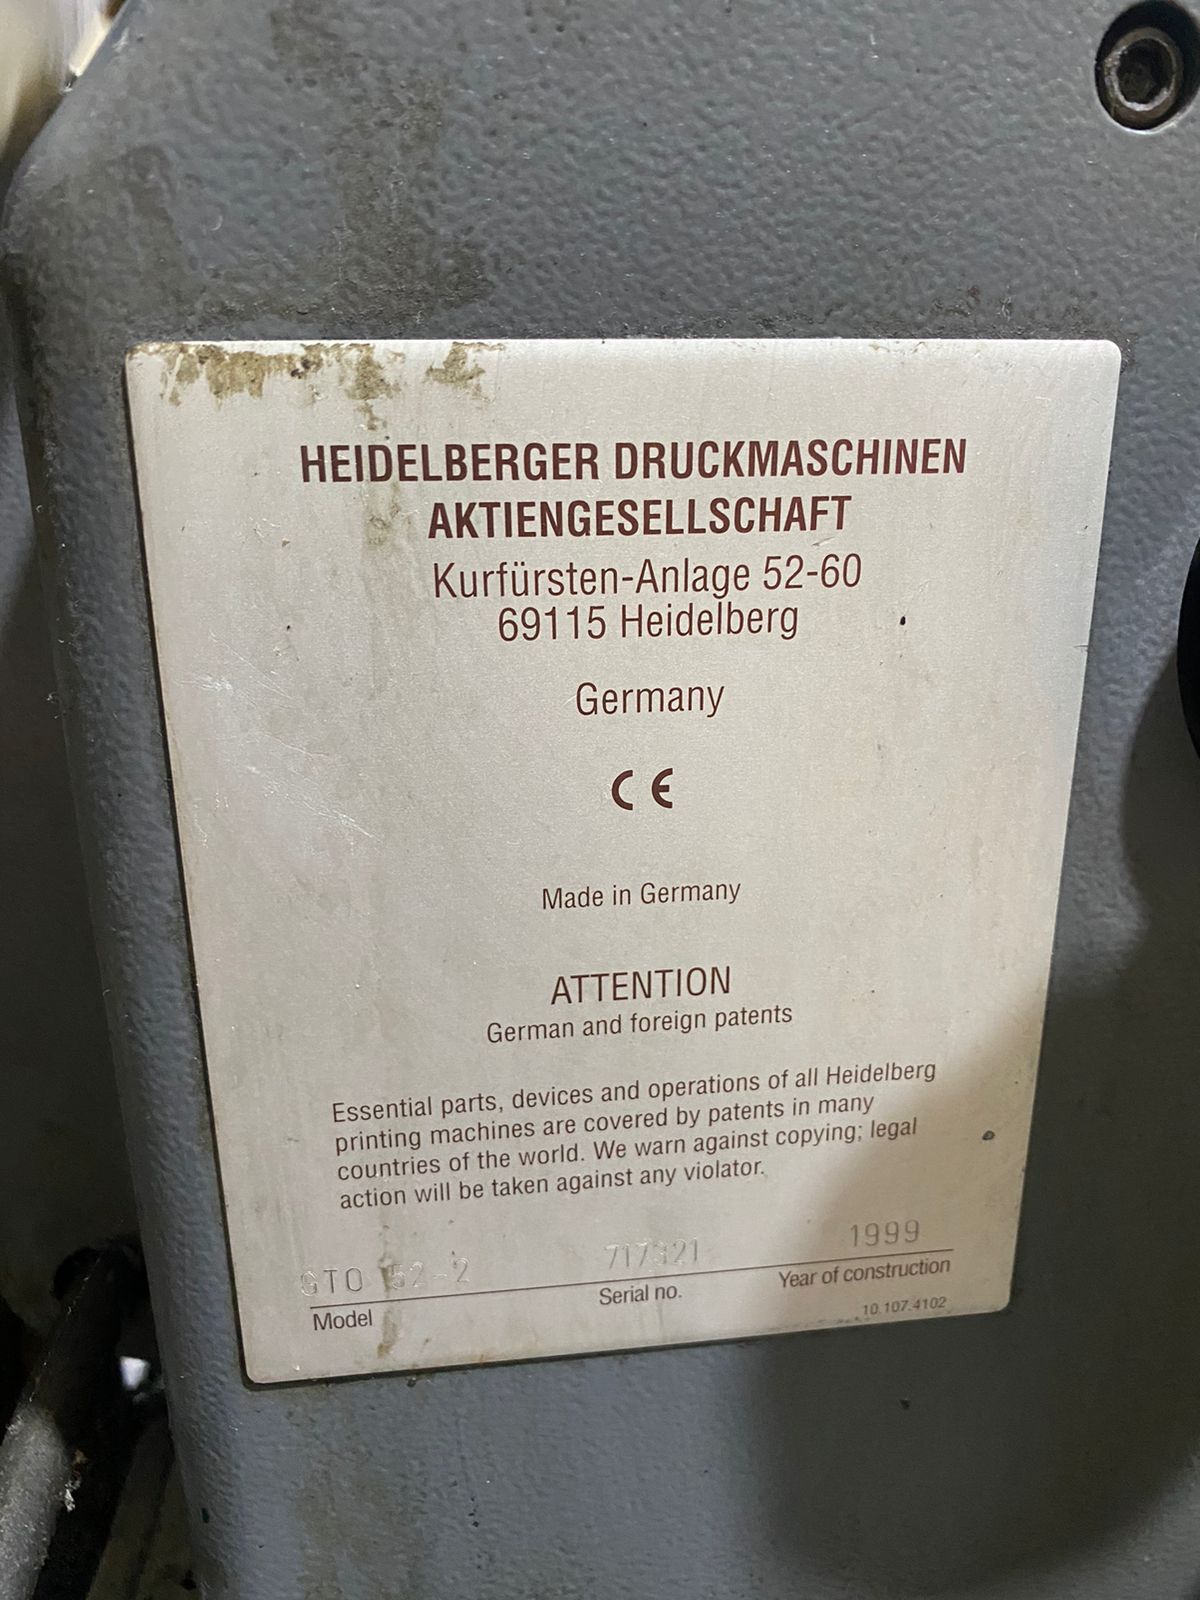 HEIDELBERGER DRUCKMASCHINEN
AKTIENGESELLSCHAFT
Kurfürsten-Anlage 52-60
69115 Heidelberg
Germany
CE
Made in Germany
ATTENTION
German and foreign patents
Essential parts, devices and operations of all Heidelberg
printing machines are covered by patents in many
countries of the world. We warn against copying; legal
action will be taken against any violator.
GTO 52-2 1999
Model Serial no. Year of construction
10.107.4102